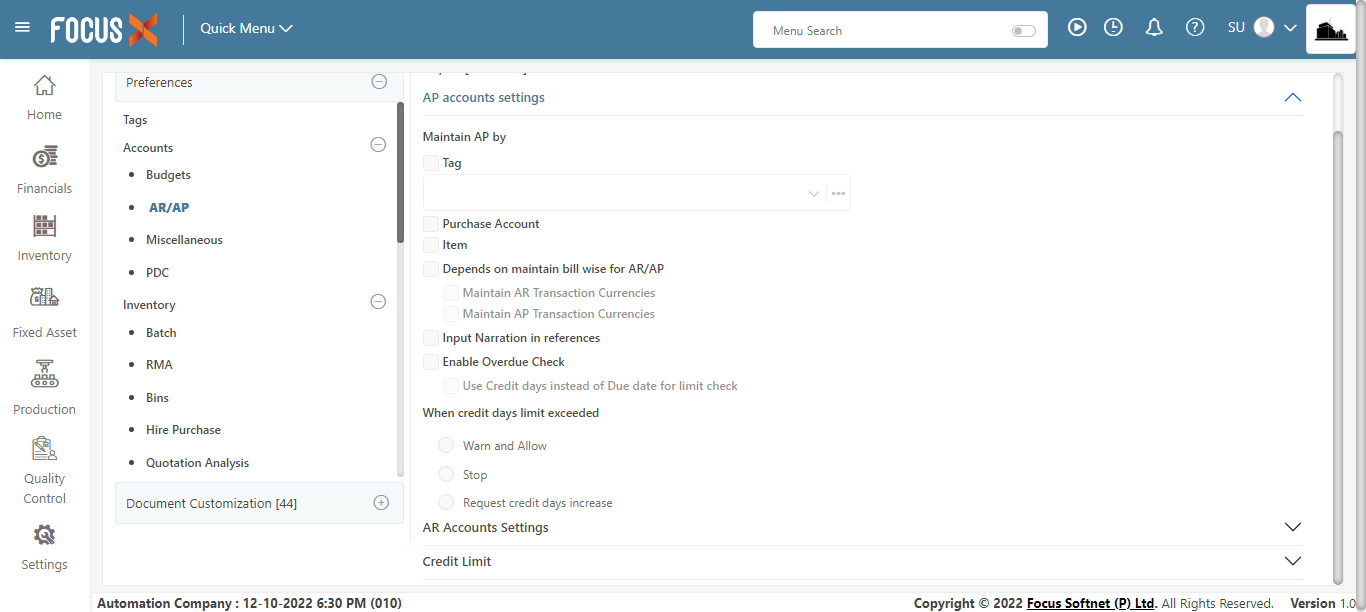 FOCUS X
Quick Menu
Menu Search
SU
Home
Financials
Inventory
Fixed Asset
Production
Quality
Control
Settings
Preferences
Tags
Accounts
Budgets
AR/AP
Miscellaneous
PDC
Inventory
Batch
RMA
Bins
Hire Purchase
Quotation Analysis
Document Customization [44]
AP accounts settings
Maintain AP by
Tag
Purchase Account
Item
Depends on maintain bill wise for AR/AP
Maintain AR Transaction Currencies
Maintain AP Transaction Currencies
Input Narration in references
Enable Overdue Check
Use Credit days instead of Due date for limit check
When credit days limit exceeded
Warn and Allow
Stop
Request credit days increase
AR Accounts Settings
Credit Limit
Automation Company : 12-10-2022 6:30 PM (010)
Copyright © 2022 Focus Softnet (P) Ltd. All Rights Reserved. Version 1.0